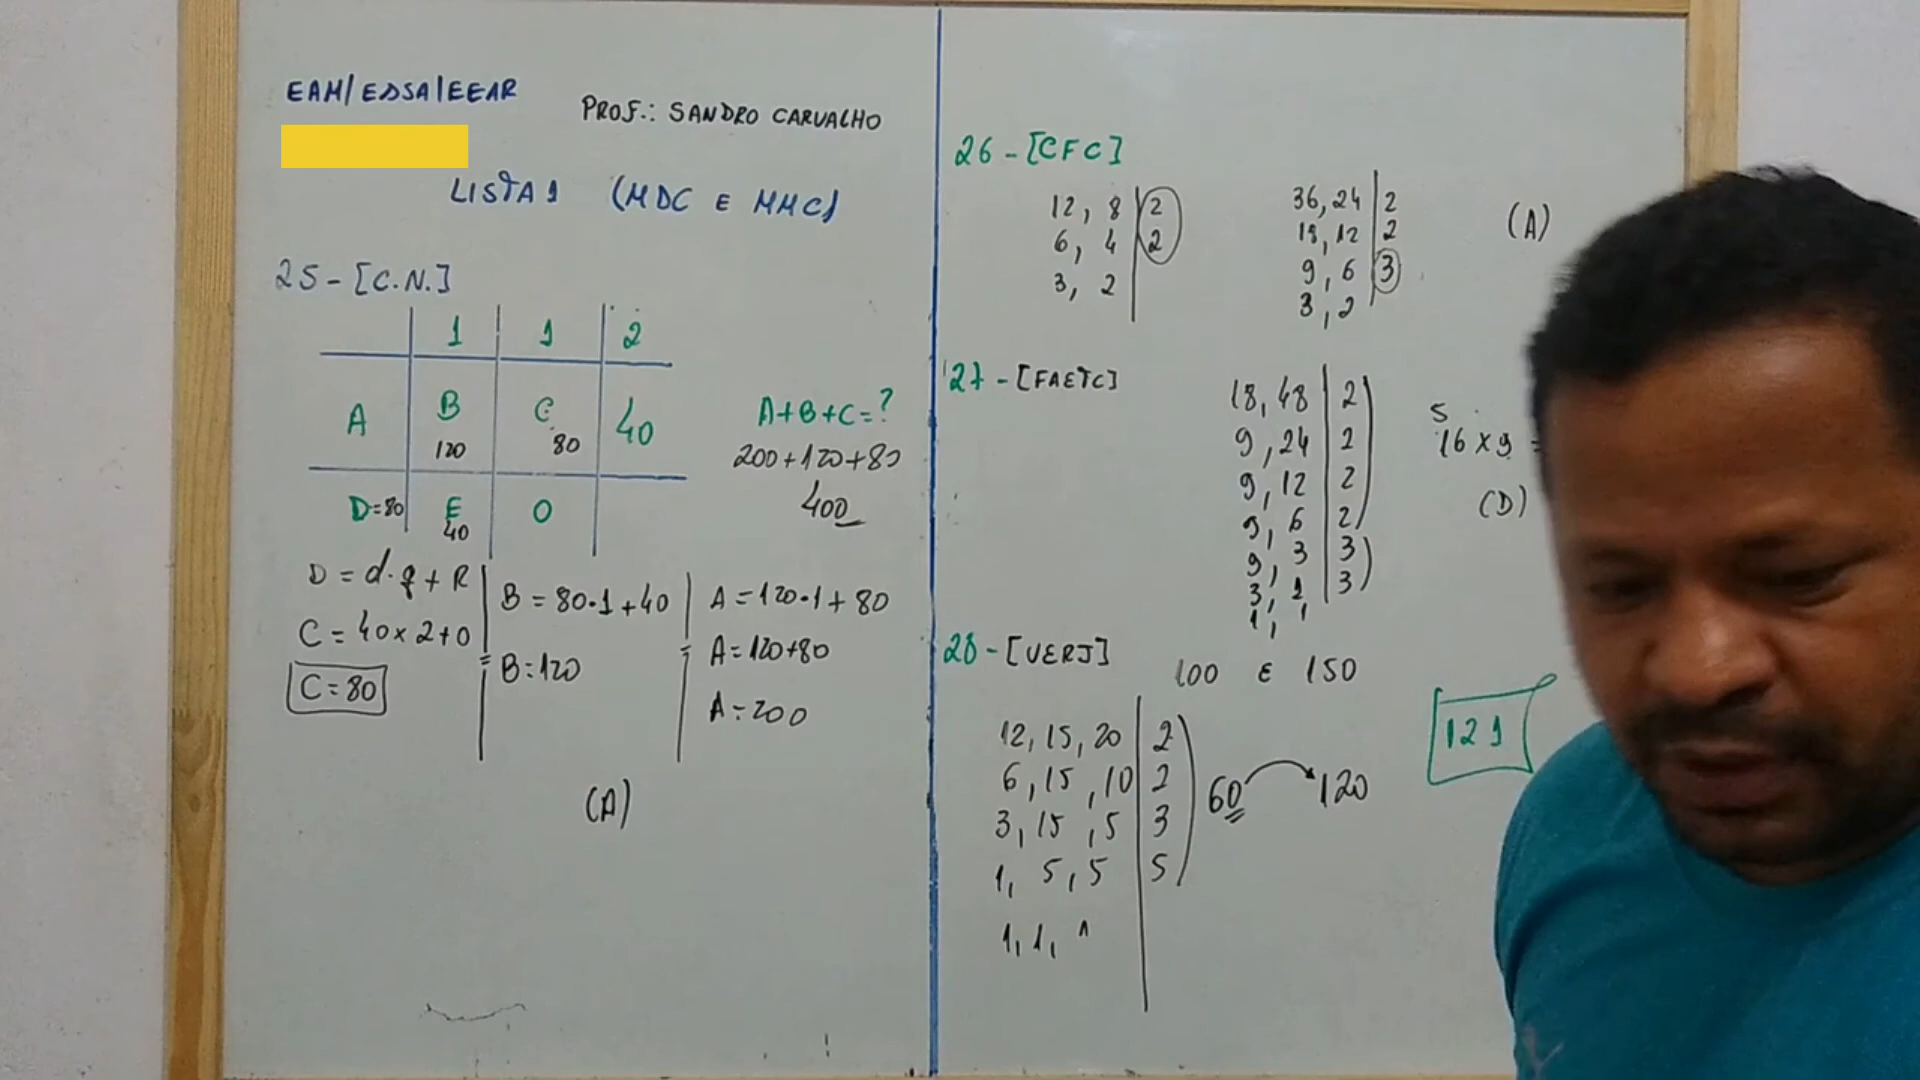 EAM/EDSA/EEAR
PROF.: SANDRO CARVALHO
LISTA 1 (MDC E MMC)
25 - [C.N.]
1 1 2
A B C 40
120 80
D=80 E 0
40
A+B+C=?
200+120+80
400
D = d.q + R
C = 40 x 2 + 0
C = 80
B = 80.1 + 40
B = 120
A = 120.1 + 80
A = 120+80
A = 200
(A)
26 - [CFC]
12, 8 2
6, 4 2
3, 2
36, 24 2
18, 12 2
9, 6 3
3, 2
(A)
27 - [FAETC]
18, 48 2
9, 24 2
9, 12 2
9, 6 2
9, 3 3
3, 1 3
1,
5
16 x 9 =
(D)
28 - [UERJ]
100 E 150
12, 15, 20 2
6, 15, 10 2
3, 15, 5 3
1, 5, 5 5
1, 1, 1
60 120
121